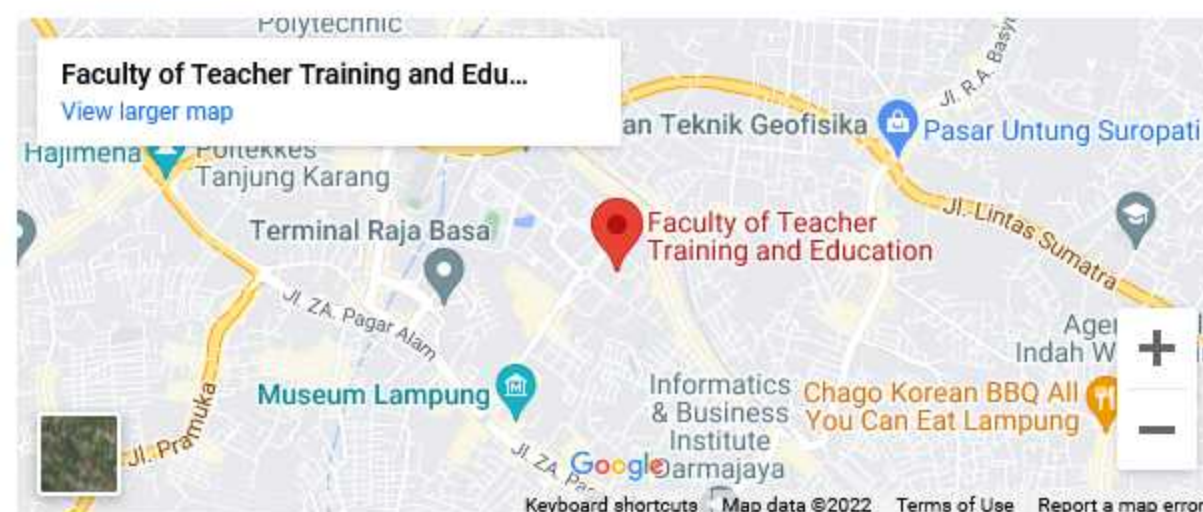 Polytechnic
Faculty of Teacher Training and Edu...
View larger map
an Teknik Geofisika
Jl. R.A. Basy
Pasar Untung Suropati
Hajimena
Poltekkes
Tanjung Karang
Terminal Raja Basa
Faculty of Teacher
Training and Education
Jl. Lintas Sumatra
Jl. ZA. Pagar Alam
Agen
Indah W
Museum Lampung
Informatics
& Business
Institute
Darmajaya
Chago Korean BBQ All
You Can Eat Lampung
Jl. Pramuka
Jl. ZA. Pa
Google
Keyboard shortcuts
Map data ©2022
Terms of Use
Report a map error